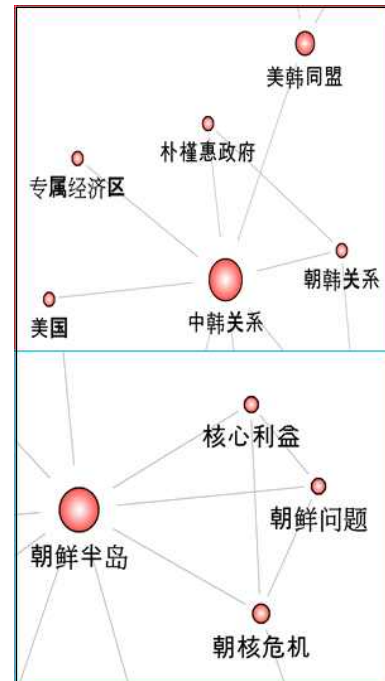 美韩同盟
朴槿惠政府
专属经济区
朝韩关系
中韩关系
美国
核心利益
朝鲜问题
朝鲜半岛
朝核危机